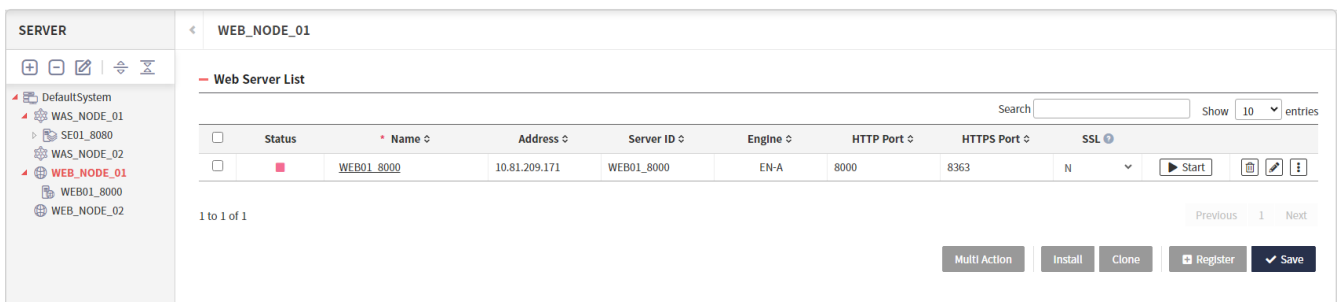 SERVER
WEB_NODE_01
DefaultSystem
WAS_NODE_01
SE01_8080
WAS_NODE_02
WEB_NODE_01
WEB01_8000
WEB_NODE_02
Web Server List
Search Show 10 entries
Status * Name Address Server ID Engine HTTP Port HTTPS Port SSL
WEB01_8000 10.81.209.171 WEB01_8000 EN-A 8000 8363 N Start
1 to 1 of 1 Previous 1 Next
Multi Action Install Clone Register Save